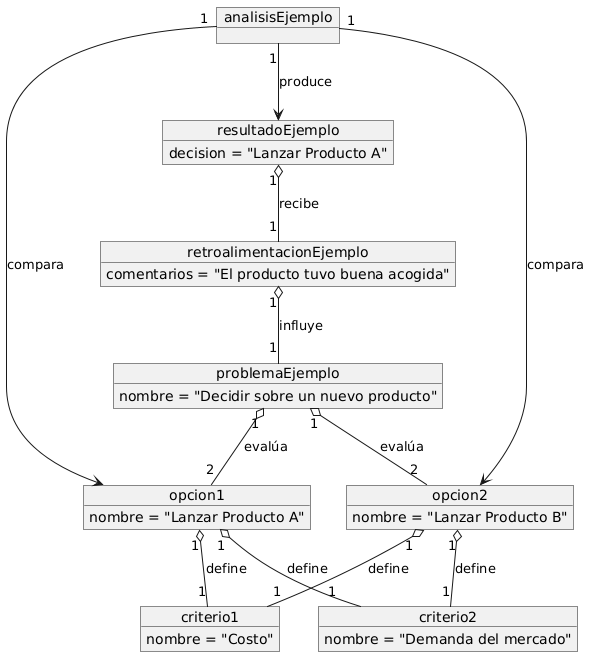 1 analisisEjemplo 1
1
produce
resultadoEjemplo
decision = "Lanzar Producto A"
1
recibe
1
retroalimentacionEjemplo
comentarios = "El producto tuvo buena acogida"
compara compara
1
influye
1
problemaEjemplo
nombre = "Decidir sobre un nuevo producto"
1 1
evalúa evalúa
2 2
opcion1 opcion2
nombre = "Lanzar Producto A" nombre = "Lanzar Producto B"
1 1 1 1
define define define define
1 1 1 1
criterio1 criterio2
nombre = "Costo" nombre = "Demanda del mercado"